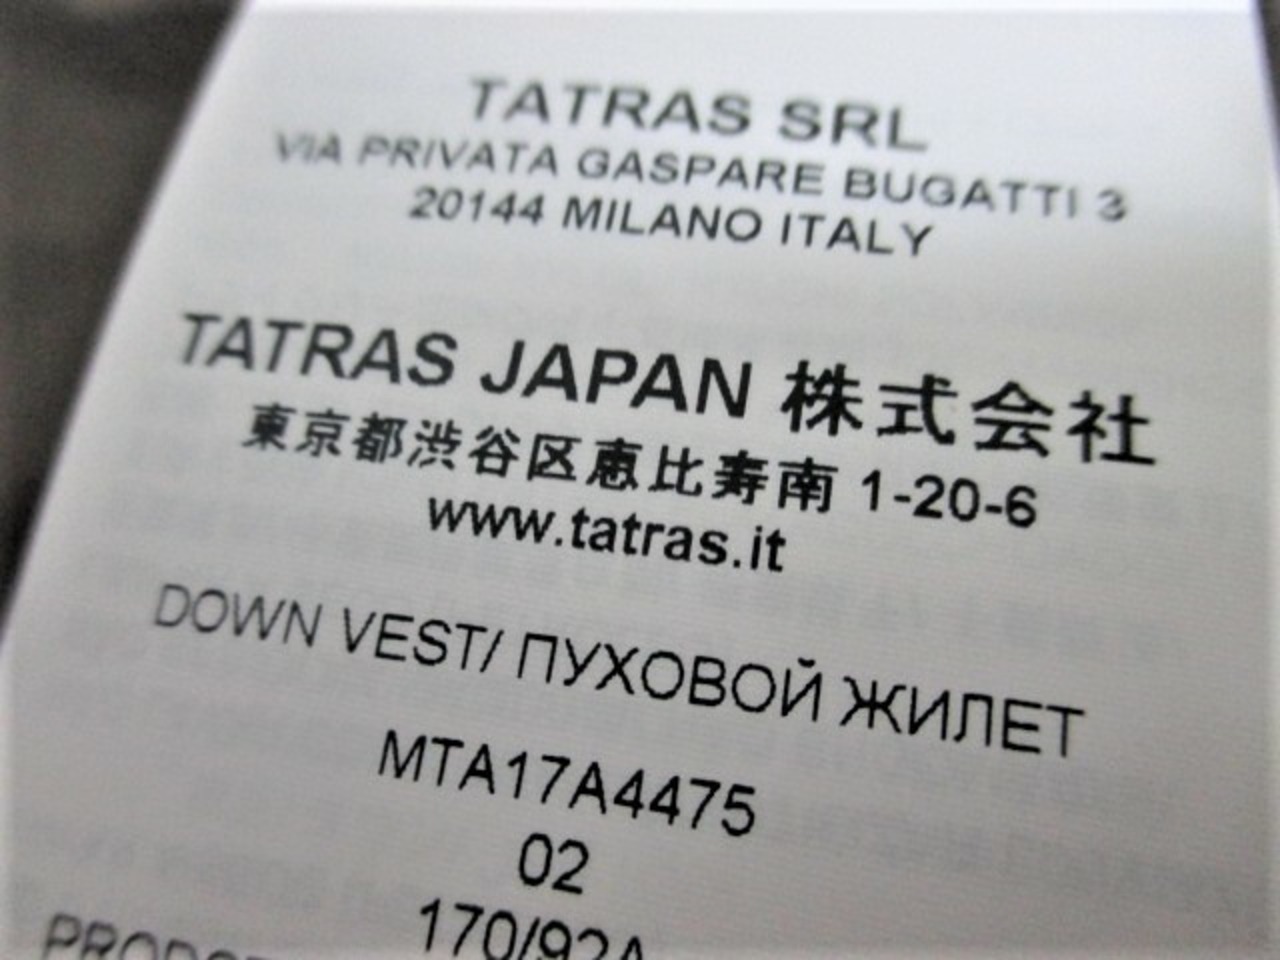 TATRAS SRL
VIA PRIVATA GASPARE BUGATTI 3
20144 MILANO ITALY
TATRAS JAPAN 株式会社
東京都渋谷区恵比寿南 1-20-6
www.tatras.it
DOWN VEST/ ПУХОВОЙ ЖИЛЕТ
MTA17A4475
02
170/92A